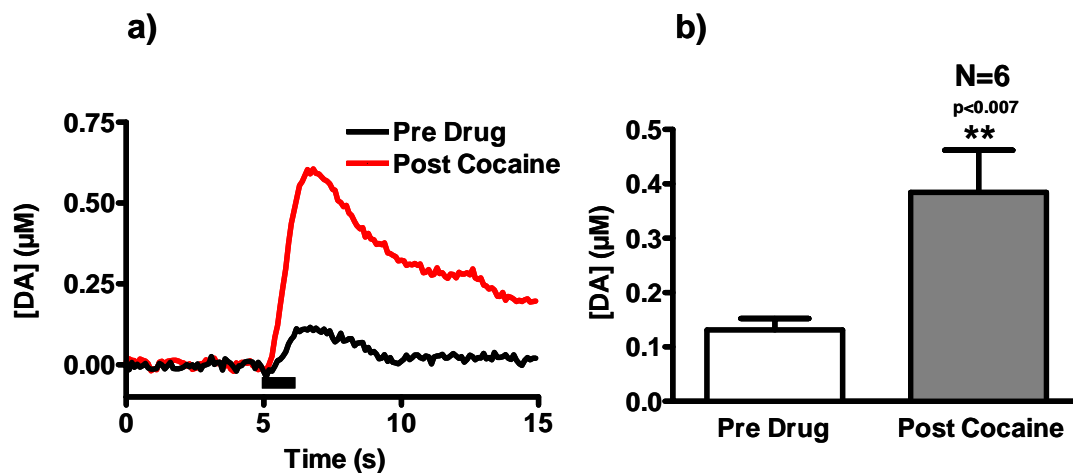 a)
[DA] (µM)
0.75
0.50
0.25
0.00
Pre Drug
Post Cocaine
0
5
10
15
Time (s)
b)
N=6
p<0.007
**
[DA] (µM)
0.5
0.4
0.3
0.2
0.1
0.0
Pre Drug
Post Cocaine